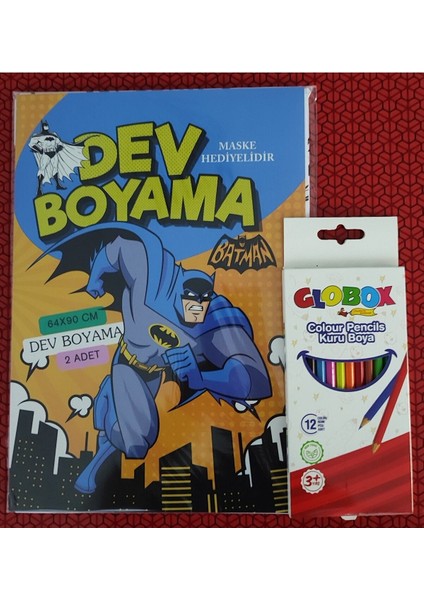 DEV
BOYAMA
MASKE
HEDİYELİDİR
BATMAN
64X90 CM
DEV BOYAMA
2 ADET
GLOBOX
Colour Pencils
Kuru Boya
12
3+